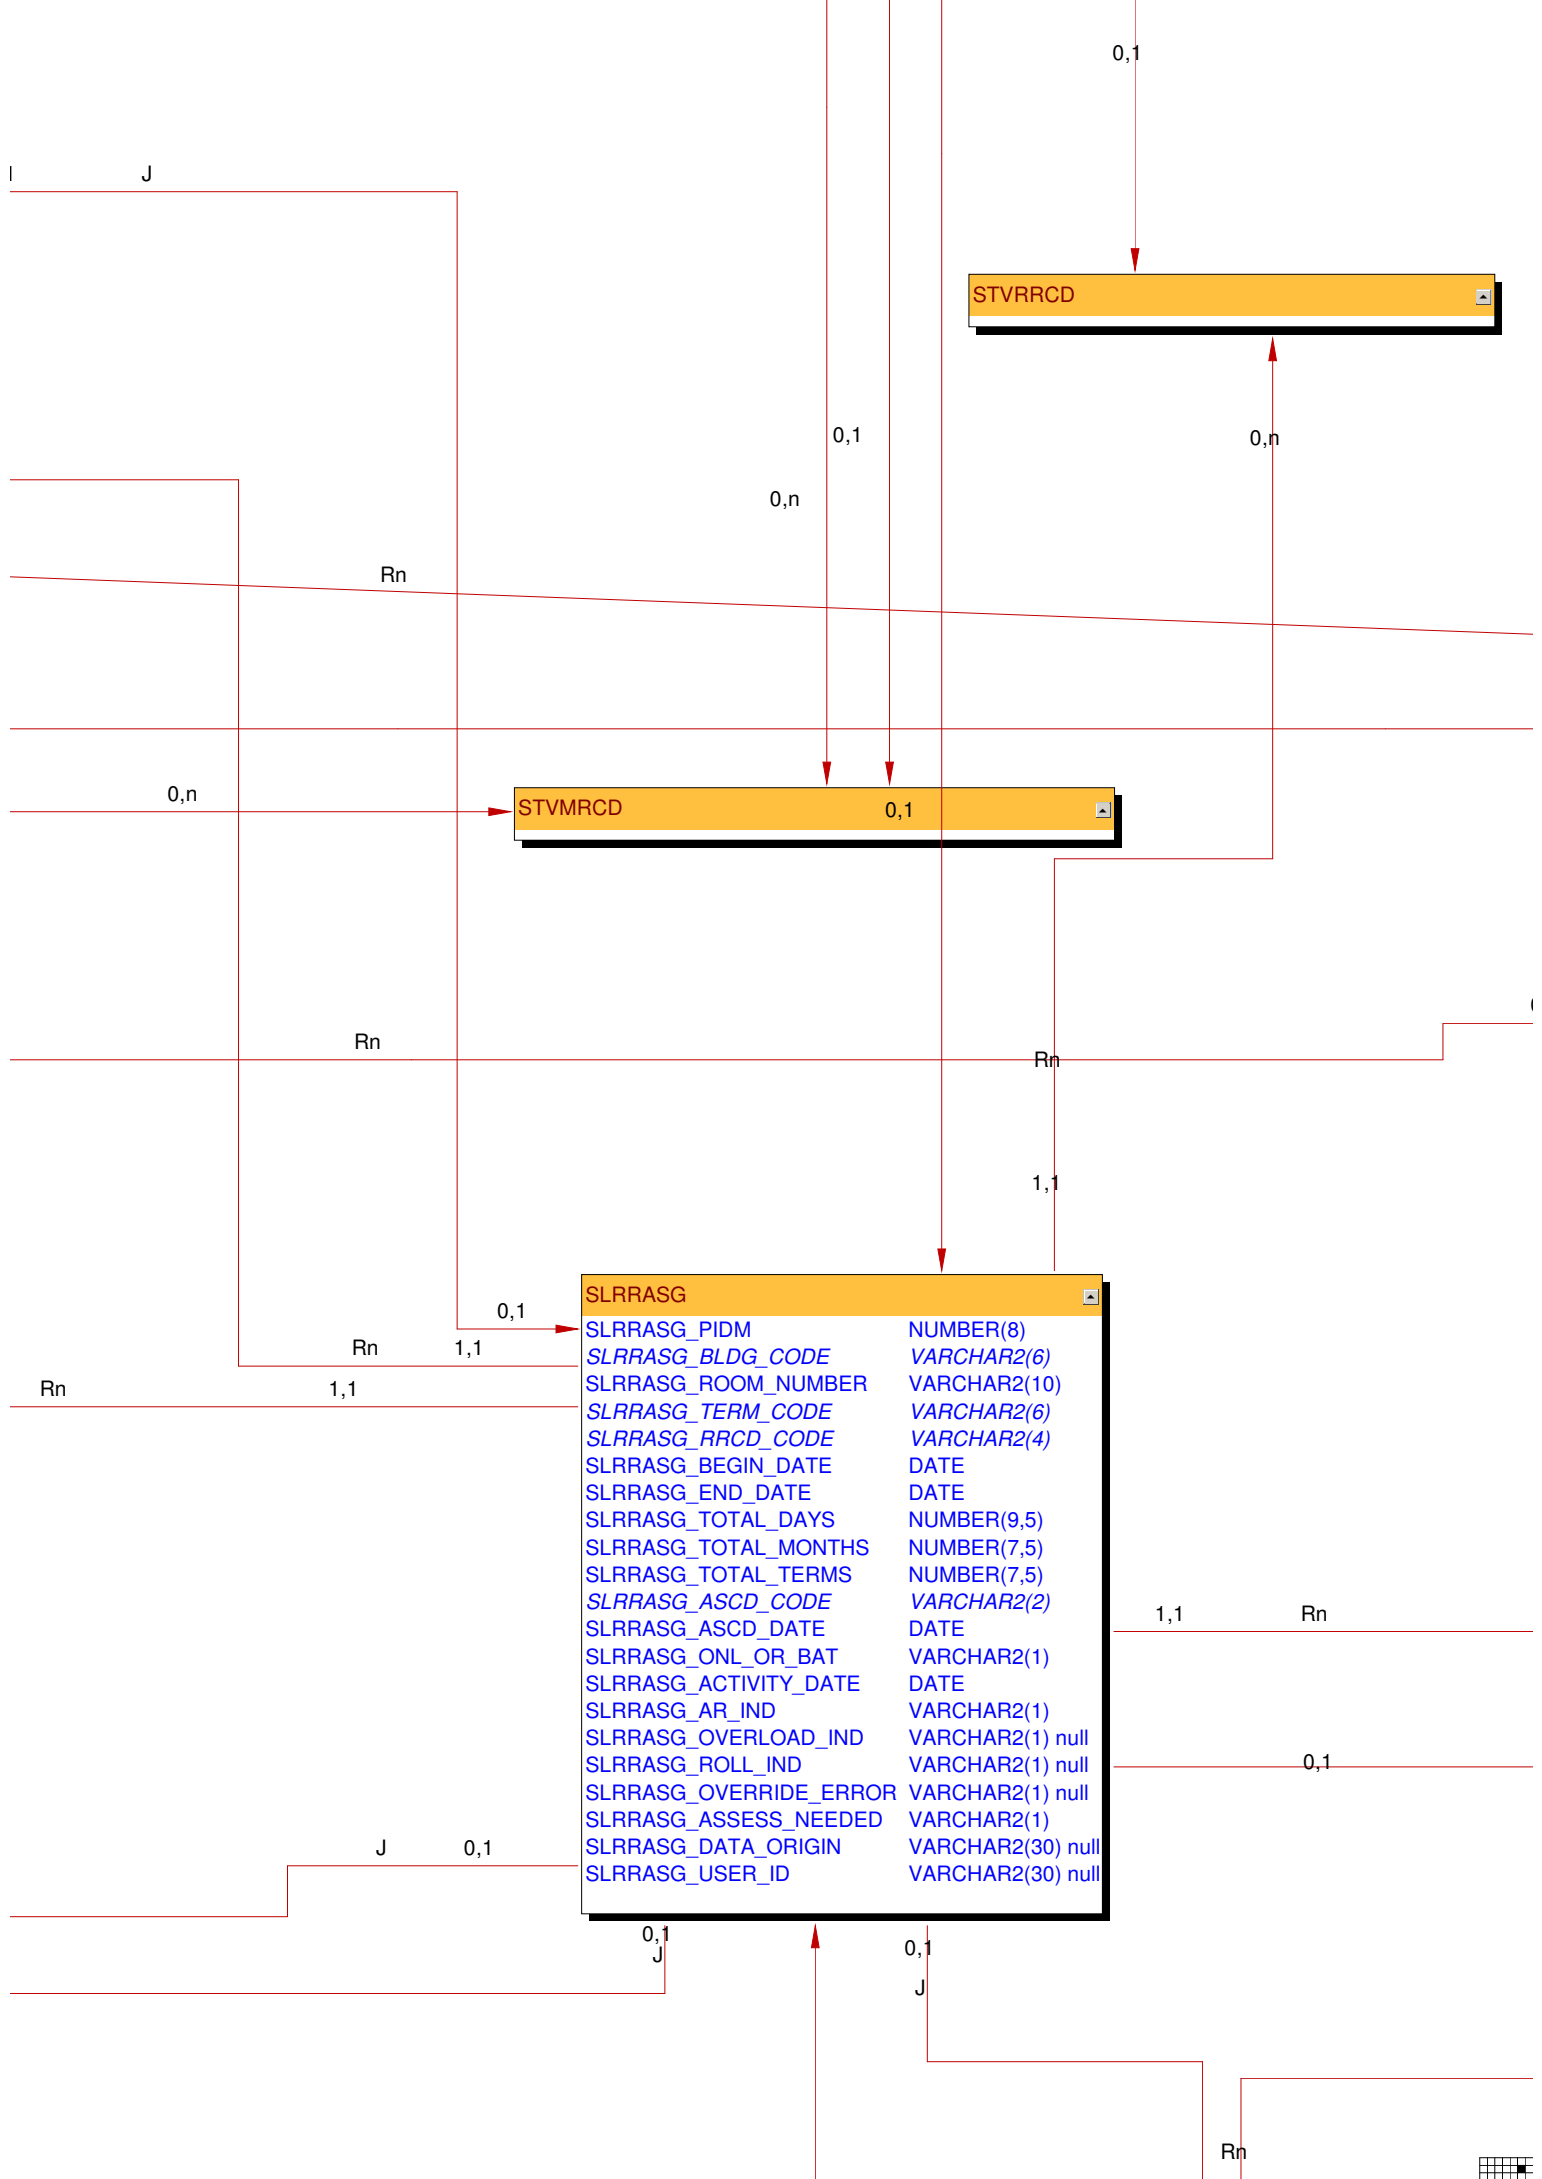 0,1
J
STVRRCD
0,1
0,n
0,n
Rn
0,n
STVMRCD 0,1
Rn
Rn
1,1
SLRRASG
0,1
SLRRASG_PIDM NUMBER(8)
Rn 1,1
SLRRASG_BLDG_CODE VARCHAR2(6)
SLRRASG_ROOM_NUMBER VARCHAR2(10)
Rn 1,1
SLRRASG_TERM_CODE VARCHAR2(6)
SLRRASG_RRCD_CODE VARCHAR2(4)
SLRRASG_BEGIN_DATE DATE
SLRRASG_END_DATE DATE
SLRRASG_TOTAL_DAYS NUMBER(9,5)
SLRRASG_TOTAL_MONTHS NUMBER(7,5)
SLRRASG_TOTAL_TERMS NUMBER(7,5)
SLRRASG_ASCD_CODE VARCHAR2(2)
1,1 Rn
SLRRASG_ASCD_DATE DATE
SLRRASG_ONL_OR_BAT VARCHAR2(1)
SLRRASG_ACTIVITY_DATE DATE
SLRRASG_AR_IND VARCHAR2(1)
SLRRASG_OVERLOAD_IND VARCHAR2(1) null
SLRRASG_ROLL_IND VARCHAR2(1) null
0,1
SLRRASG_OVERRIDE_ERROR VARCHAR2(1) null
SLRRASG_ASSESS_NEEDED VARCHAR2(1)
SLRRASG_DATA_ORIGIN VARCHAR2(30) null
J 0,1
SLRRASG_USER_ID VARCHAR2(30) null
0,1
J
0,1
J
Rn